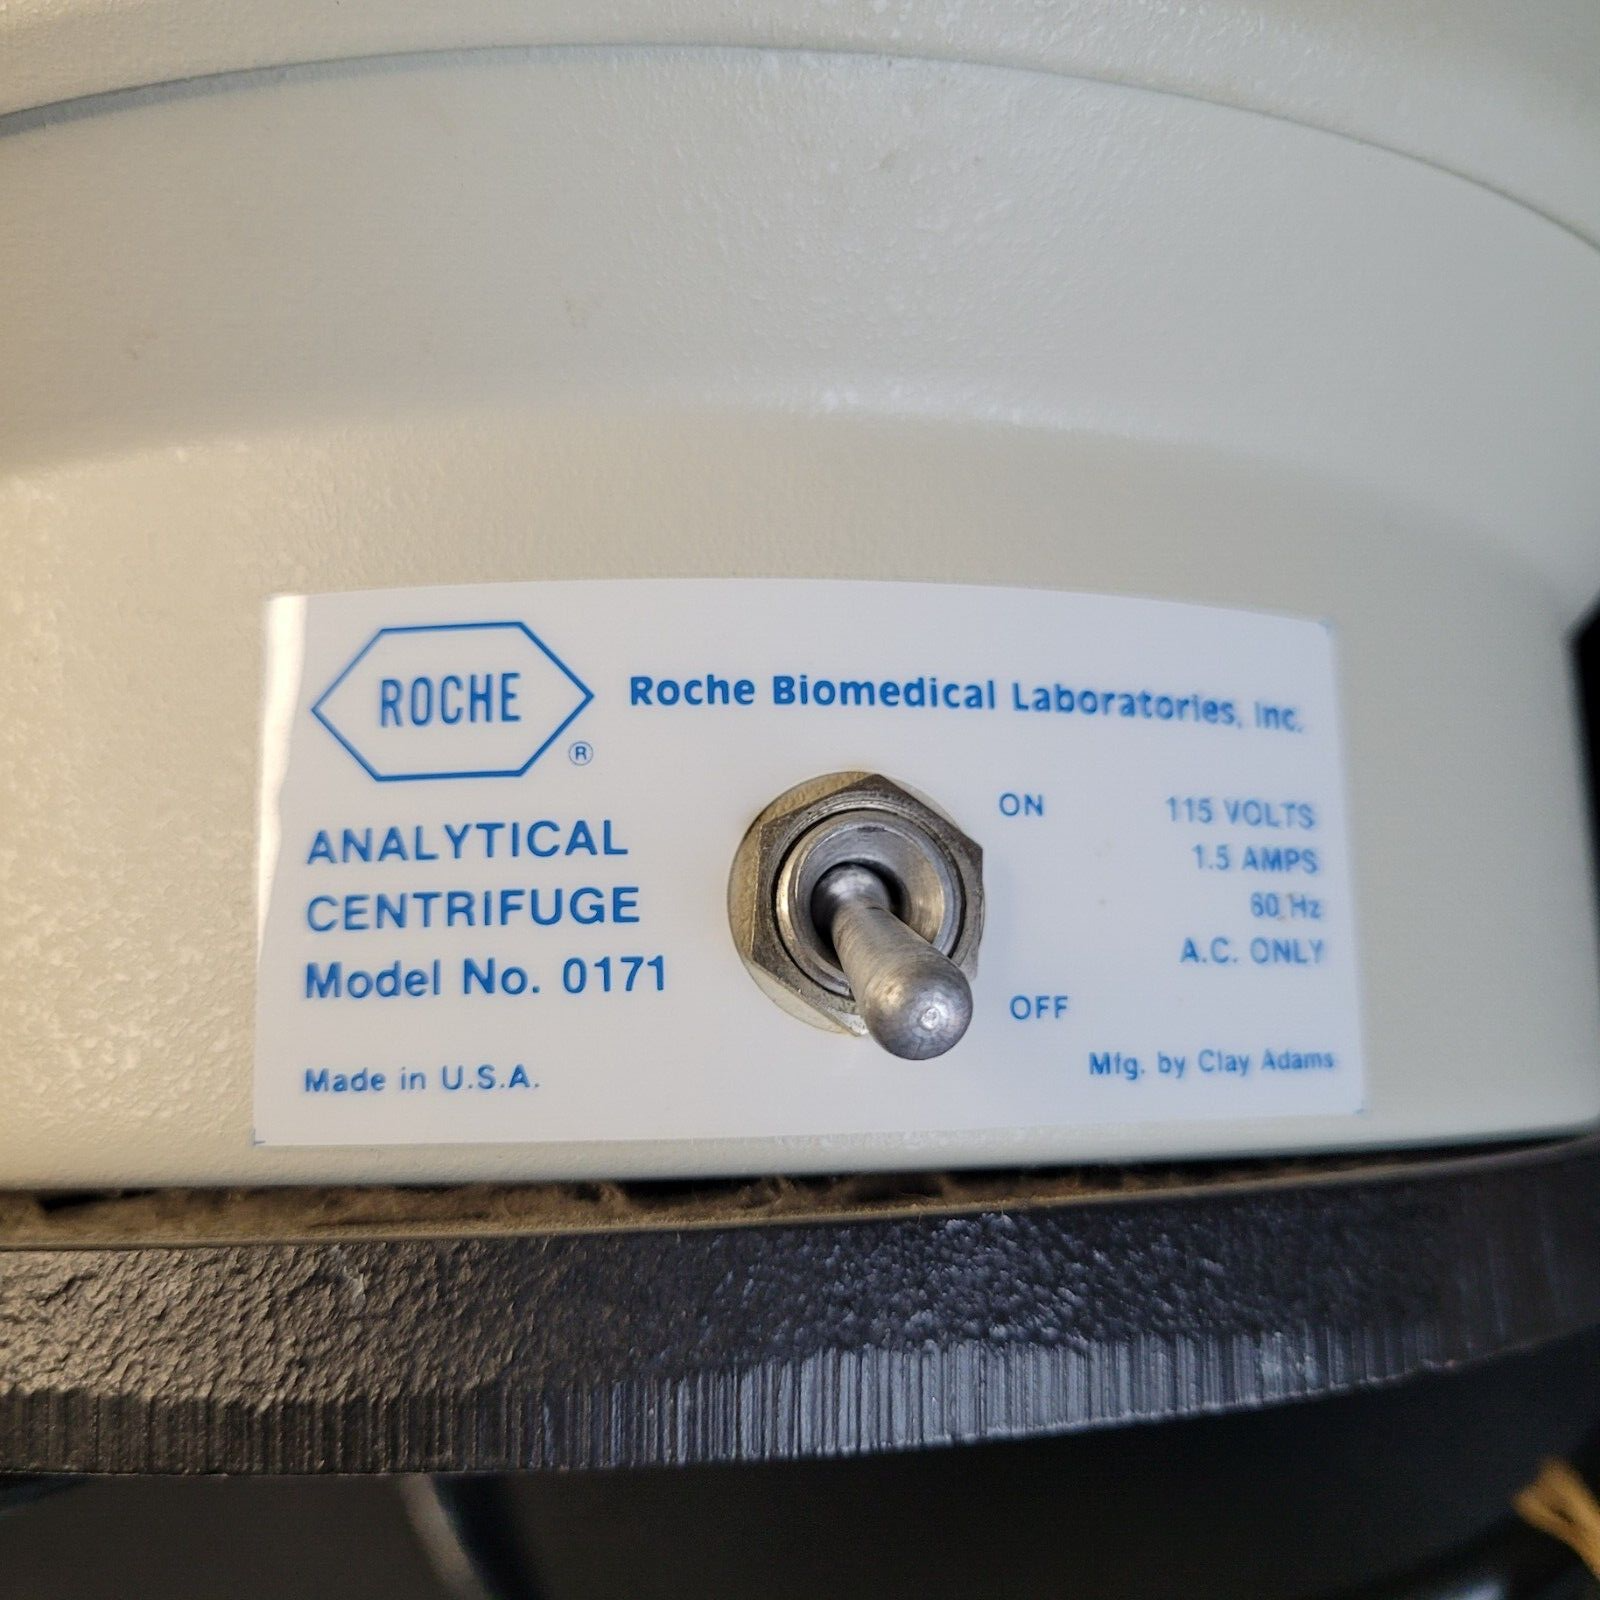 ROCHE
®
Roche Biomedical Laboratories, Inc.
ANALYTICAL
CENTRIFUGE
Model No. 0171
Made in U.S.A.
ON
OFF
115 VOLTS
1.5 AMPS
60 Hz
A.C. ONLY
Mfg. by Clay Adams